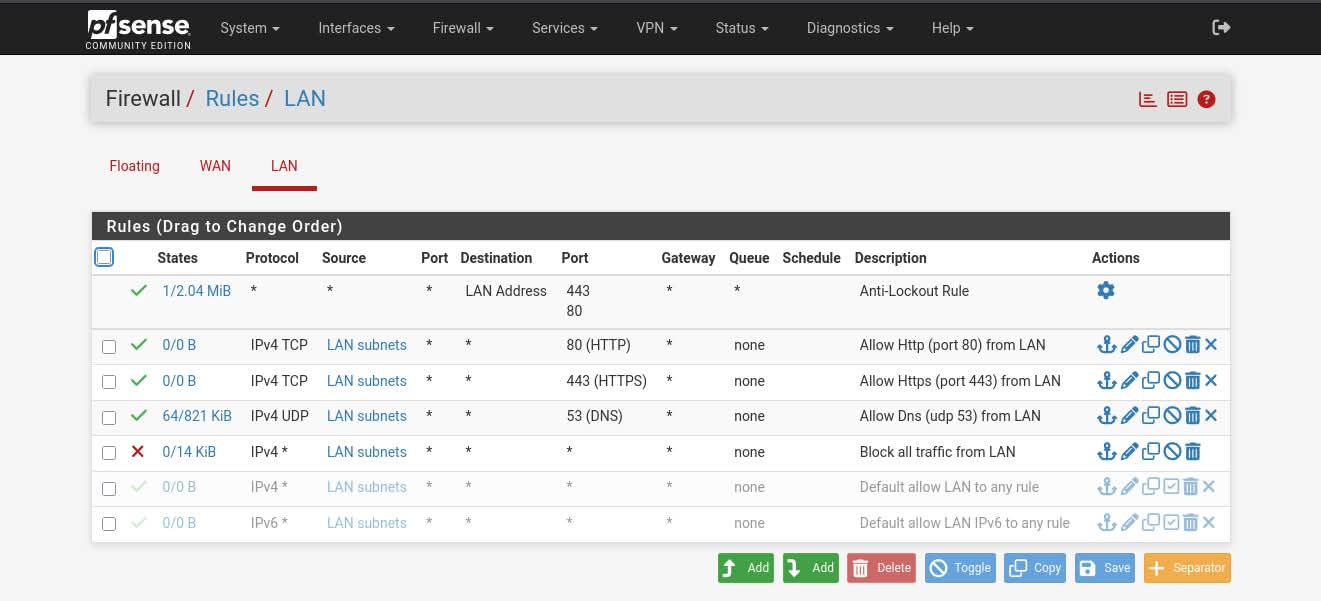 pfsense
COMMUNITY EDITION
System Interfaces Firewall Services VPN Status Diagnostics Help
Firewall / Rules / LAN
Floating WAN LAN
Rules (Drag to Change Order)
States Protocol Source Port Destination Port Gateway Queue Schedule Description Actions
1/2.04 MiB * * * LAN Address 443 * * Anti-Lockout Rule
80
0/0 B IPv4 TCP LAN subnets * * 80 (HTTP) * none Allow Http (port 80) from LAN
0/0 B IPv4 TCP LAN subnets * * 443 (HTTPS) * none Allow Https (port 443) from LAN
64/821 KiB IPv4 UDP LAN subnets * * 53 (DNS) * none Allow Dns (udp 53) from LAN
0/14 KiB IPv4 * LAN subnets * * * * none Block all traffic from LAN
0/0 B IPv4 * LAN subnets * * * * none Default allow LAN to any rule
0/0 B IPv6 * LAN subnets * * * * none Default allow LAN IPv6 to any rule
Add Add Delete Toggle Copy Save Separator